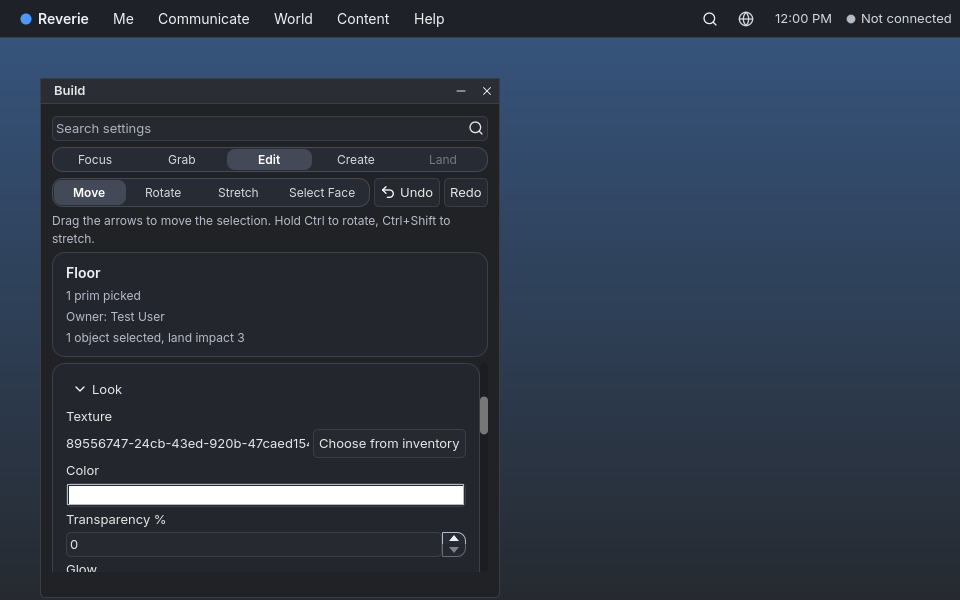 Reverie Me Communicate World Content Help 12:00 PM Not connected
Build
Search settings
Focus Grab Edit Create Land
Move Rotate Stretch Select Face Undo Redo
Drag the arrows to move the selection. Hold Ctrl to rotate, Ctrl+Shift to
stretch.
Floor
1 prim picked
Owner: Test User
1 object selected, land impact 3
Look
Texture
89556747-24cb-43ed-920b-47caed154 Choose from inventory
Color
Transparency %
0
Glow